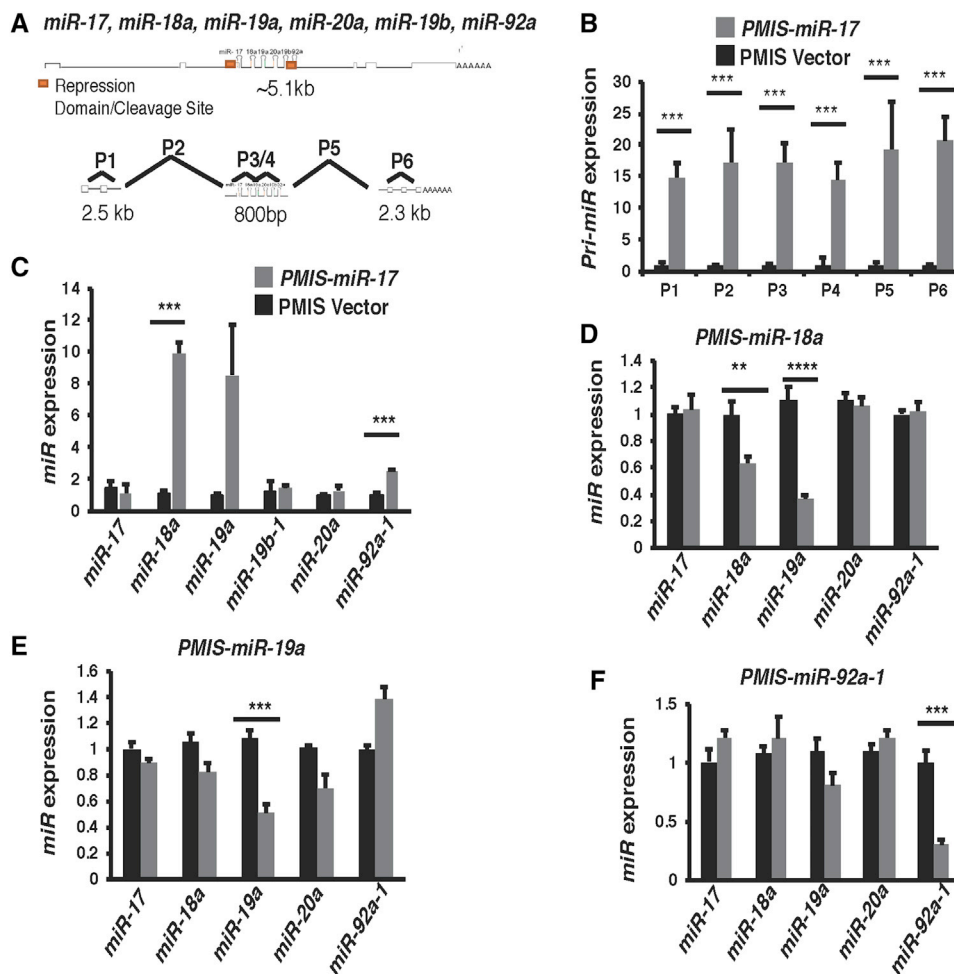 A
miR-17, miR-18a, miR-19a, miR-20a, miR-19b, miR-92a
miR- 17 18a19a20a19b92a
AAAAAA
Repression
Domain/Cleavage Site
~5.1kb
P1 P2 P3/4 P5 P6
AAAAAA
2.5 kb 800bp 2.3 kb
B
PMIS-miR-17
PMIS Vector
Pri-miR expression
30
25
20
15
10
5
0
*** *** *** *** *** ***
P1 P2 P3 P4 P5 P6
C
PMIS-miR-17
PMIS Vector
miR expression
14
12
10
8
6
4
2
0
*** ***
miR-17 miR-18a miR-19a miR-19b-1 miR-20a miR-92a-1
D
PMIS-miR-18a
miR expression
1.4
1.2
1
0.8
0.6
0.4
0.2
0
** ****
miR-17 miR-18a miR-19a miR-20a miR-92a-1
E
PMIS-miR-19a
miR expression
1.6
1.4
1.2
1
0.8
0.6
0.4
0.2
0
***
miR-17 miR-18a miR-19a miR-20a miR-92a-1
F
PMIS-miR-92a-1
miR expression
1.5
1
0.5
0
***
miR-17 miR-18a miR-19a miR-20a miR-92a-1